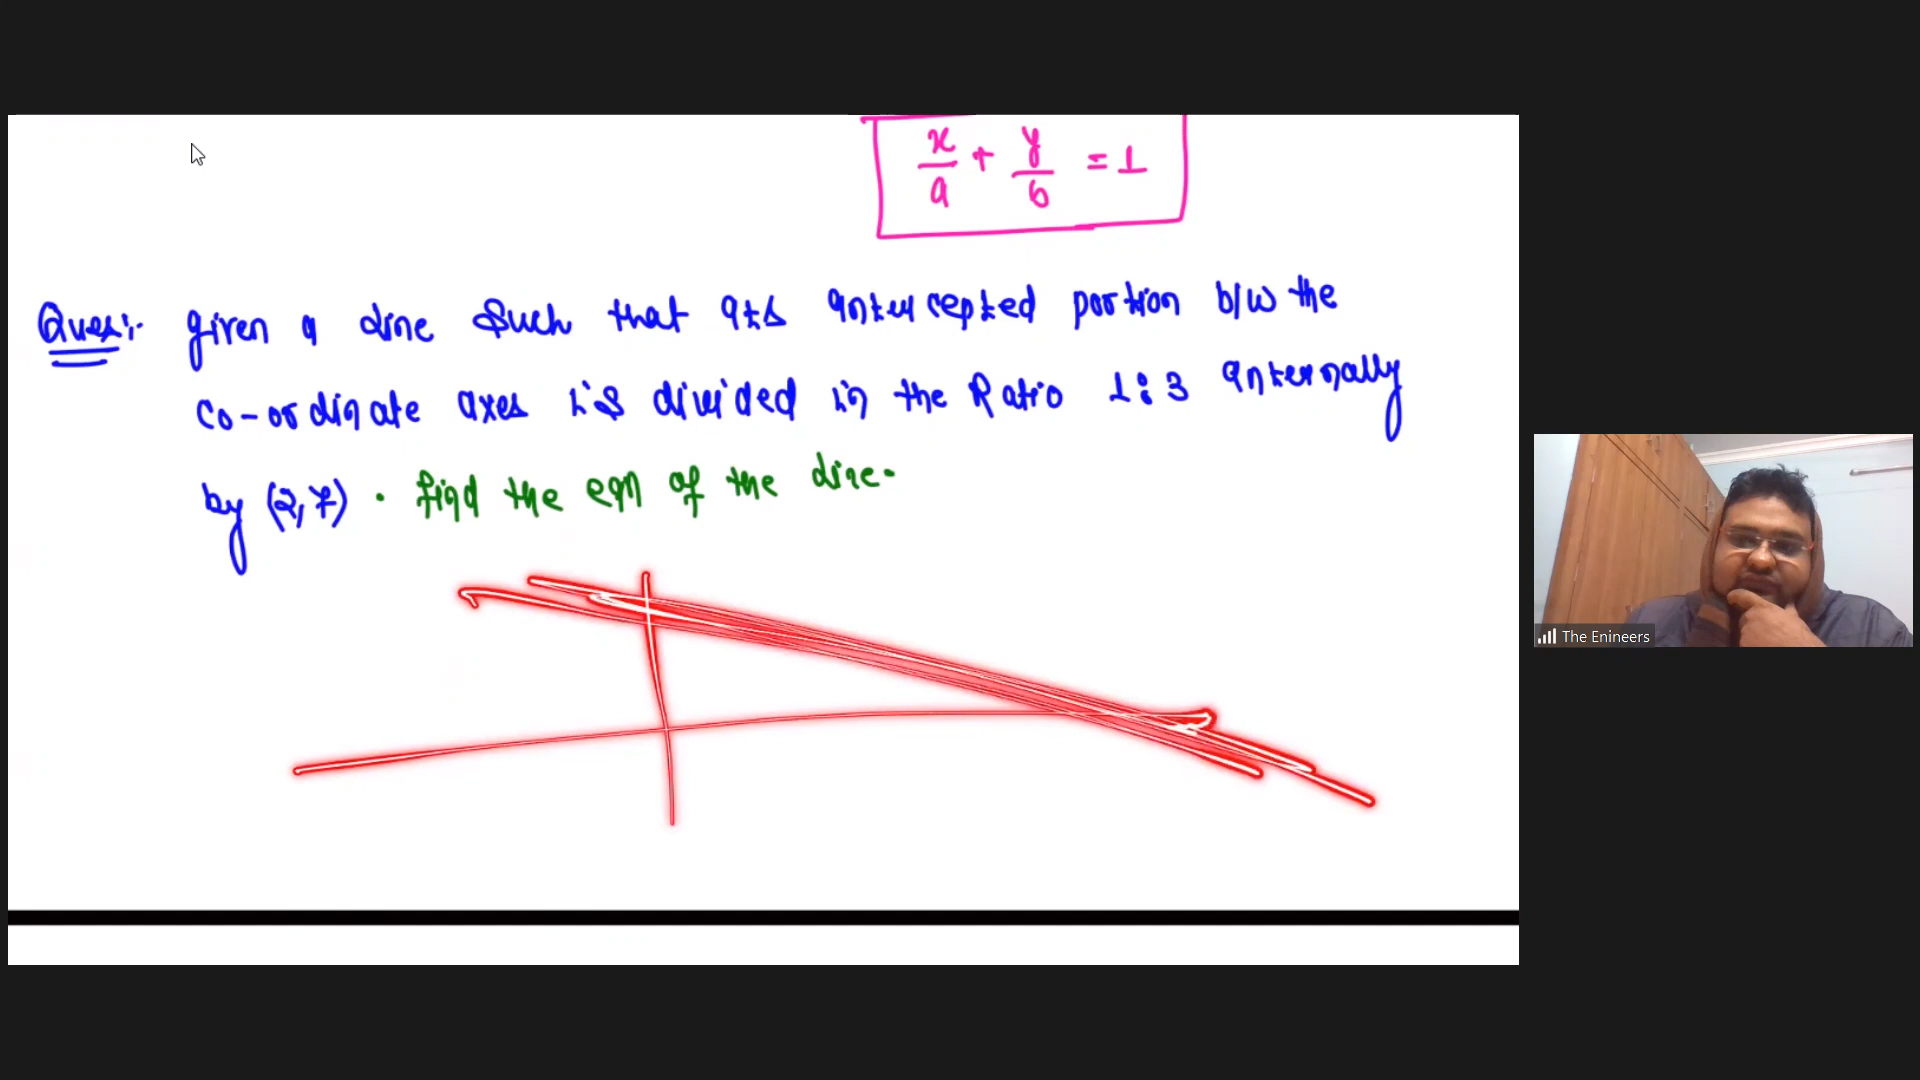 x/a + y/b = 1
Ques:- given a line such that its intercepted portion b/w the
co-ordinate axes is divided in the Ratio 1:3 internally
by (2,7) . find the eqn of the line.
The Enineers